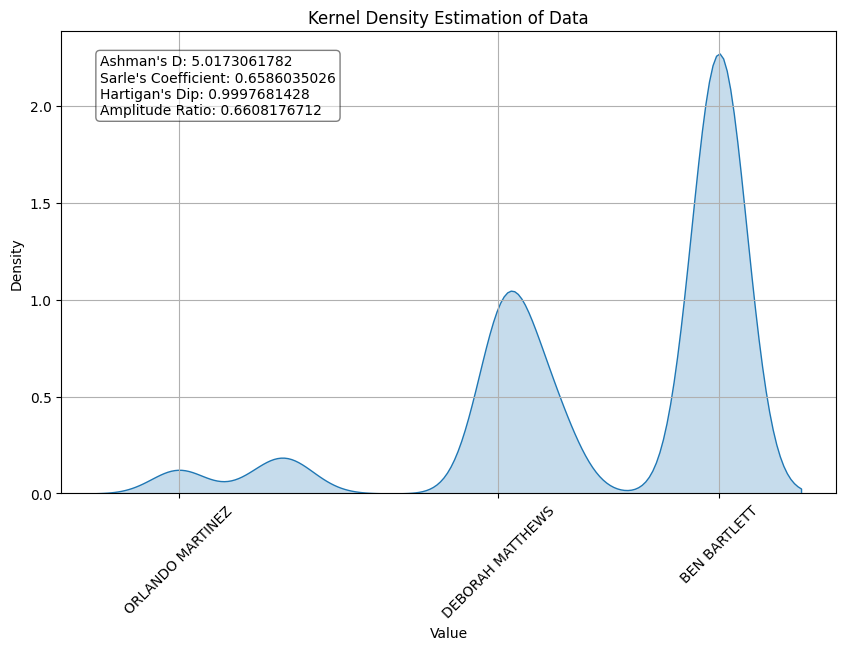 Kernel Density Estimation of Data
Ashman's D: 5.0173061782
Sarle's Coefficient: 0.6586035026
Hartigan's Dip: 0.9997681428
Amplitude Ratio: 0.6608176712
2.0
1.5
1.0
0.5
0.0
Density
ORLANDO MARTINEZ
DEBORAH MATTHEWS
BEN BARTLETT
Value